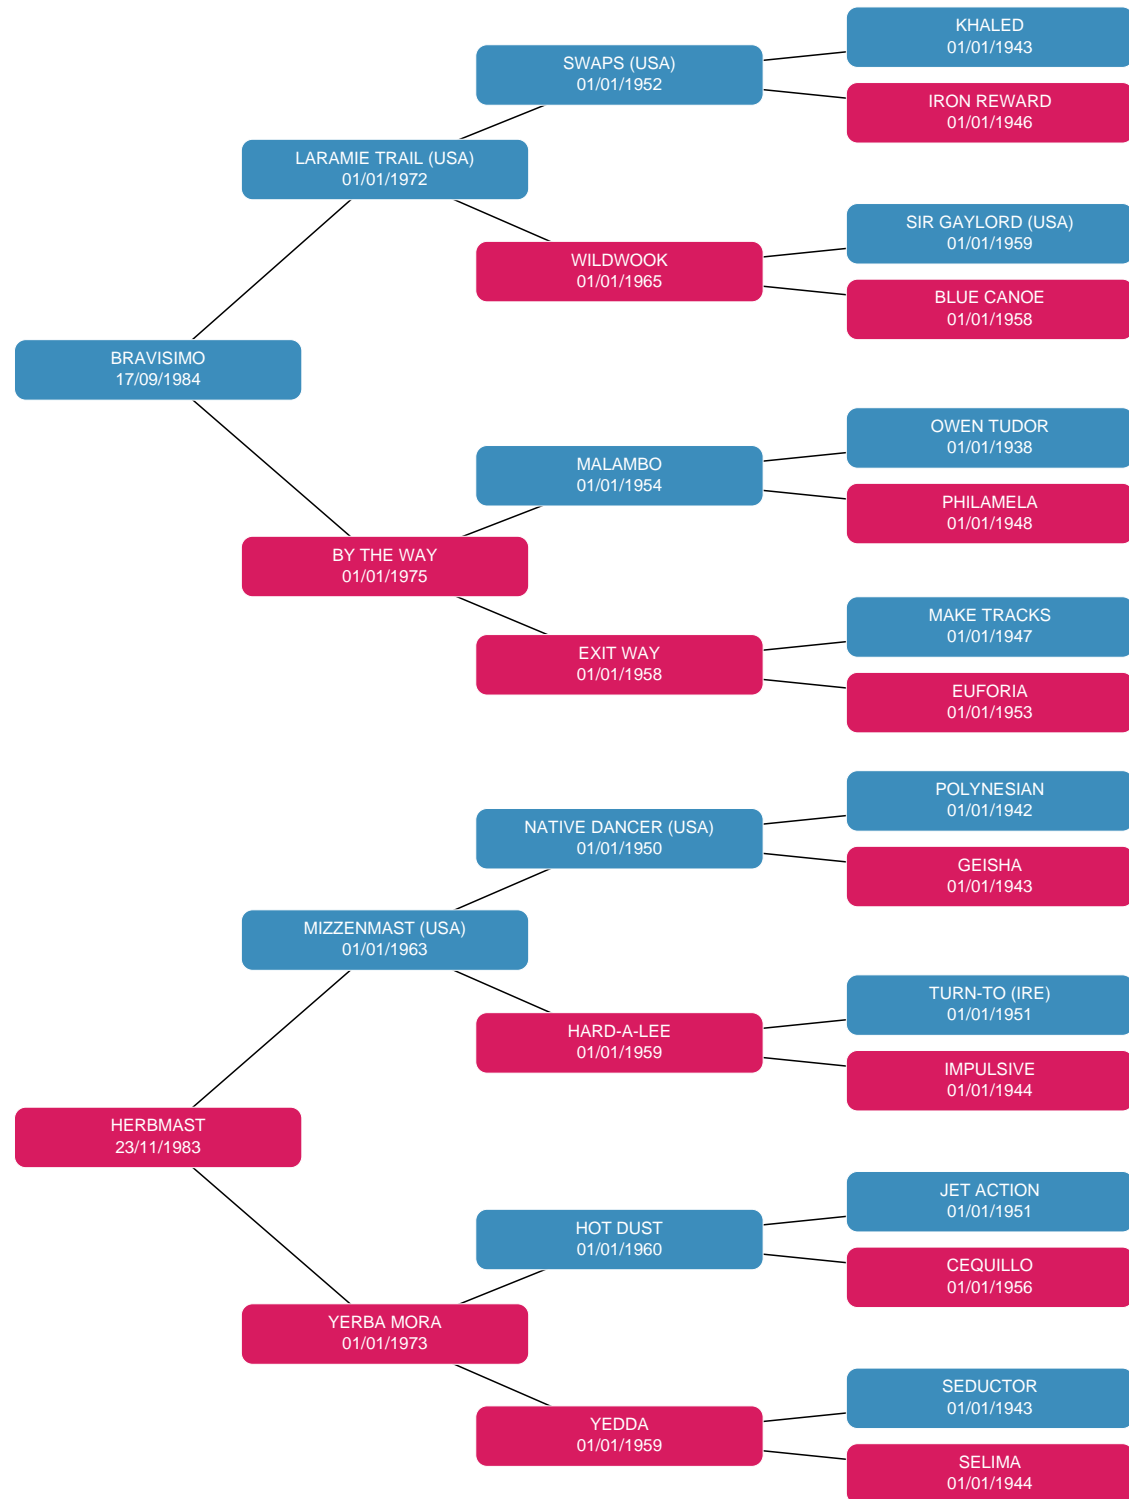 KHALED
01/01/1943
SWAPS (USA)
01/01/1952
IRON REWARD
01/01/1946
LARAMIE TRAIL (USA)
01/01/1972
SIR GAYLORD (USA)
01/01/1959
WILDWOOK
01/01/1965
BLUE CANOE
01/01/1958
BRAVISIMO
17/09/1984
OWEN TUDOR
01/01/1938
MALAMBO
01/01/1954
PHILAMELA
01/01/1948
BY THE WAY
01/01/1975
MAKE TRACKS
01/01/1947
EXIT WAY
01/01/1958
EUFORIA
01/01/1953
POLYNESIAN
01/01/1942
NATIVE DANCER (USA)
01/01/1950
GEISHA
01/01/1943
MIZZENMAST (USA)
01/01/1963
TURN-TO (IRE)
01/01/1951
HARD-A-LEE
01/01/1959
IMPULSIVE
01/01/1944
HERBMAST
23/11/1983
JET ACTION
01/01/1951
HOT DUST
01/01/1960
CEQUILLO
01/01/1956
YERBA MORA
01/01/1973
SEDUCTOR
01/01/1943
YEDDA
01/01/1959
SELIMA
01/01/1944